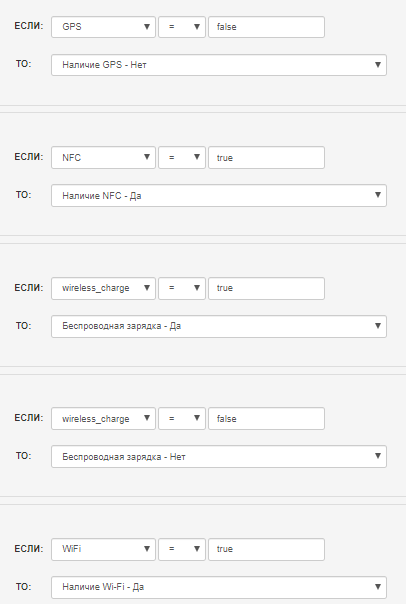 ЕСЛИ: GPS = false
ТО: Наличие GPS - Нет
ЕСЛИ: NFC = true
ТО: Наличие NFC - Да
ЕСЛИ: wireless_charge = true
ТО: Беспроводная зарядка - Да
ЕСЛИ: wireless_charge = false
ТО: Беспроводная зарядка - Нет
ЕСЛИ: WiFi = true
ТО: Наличие Wi-Fi - Да